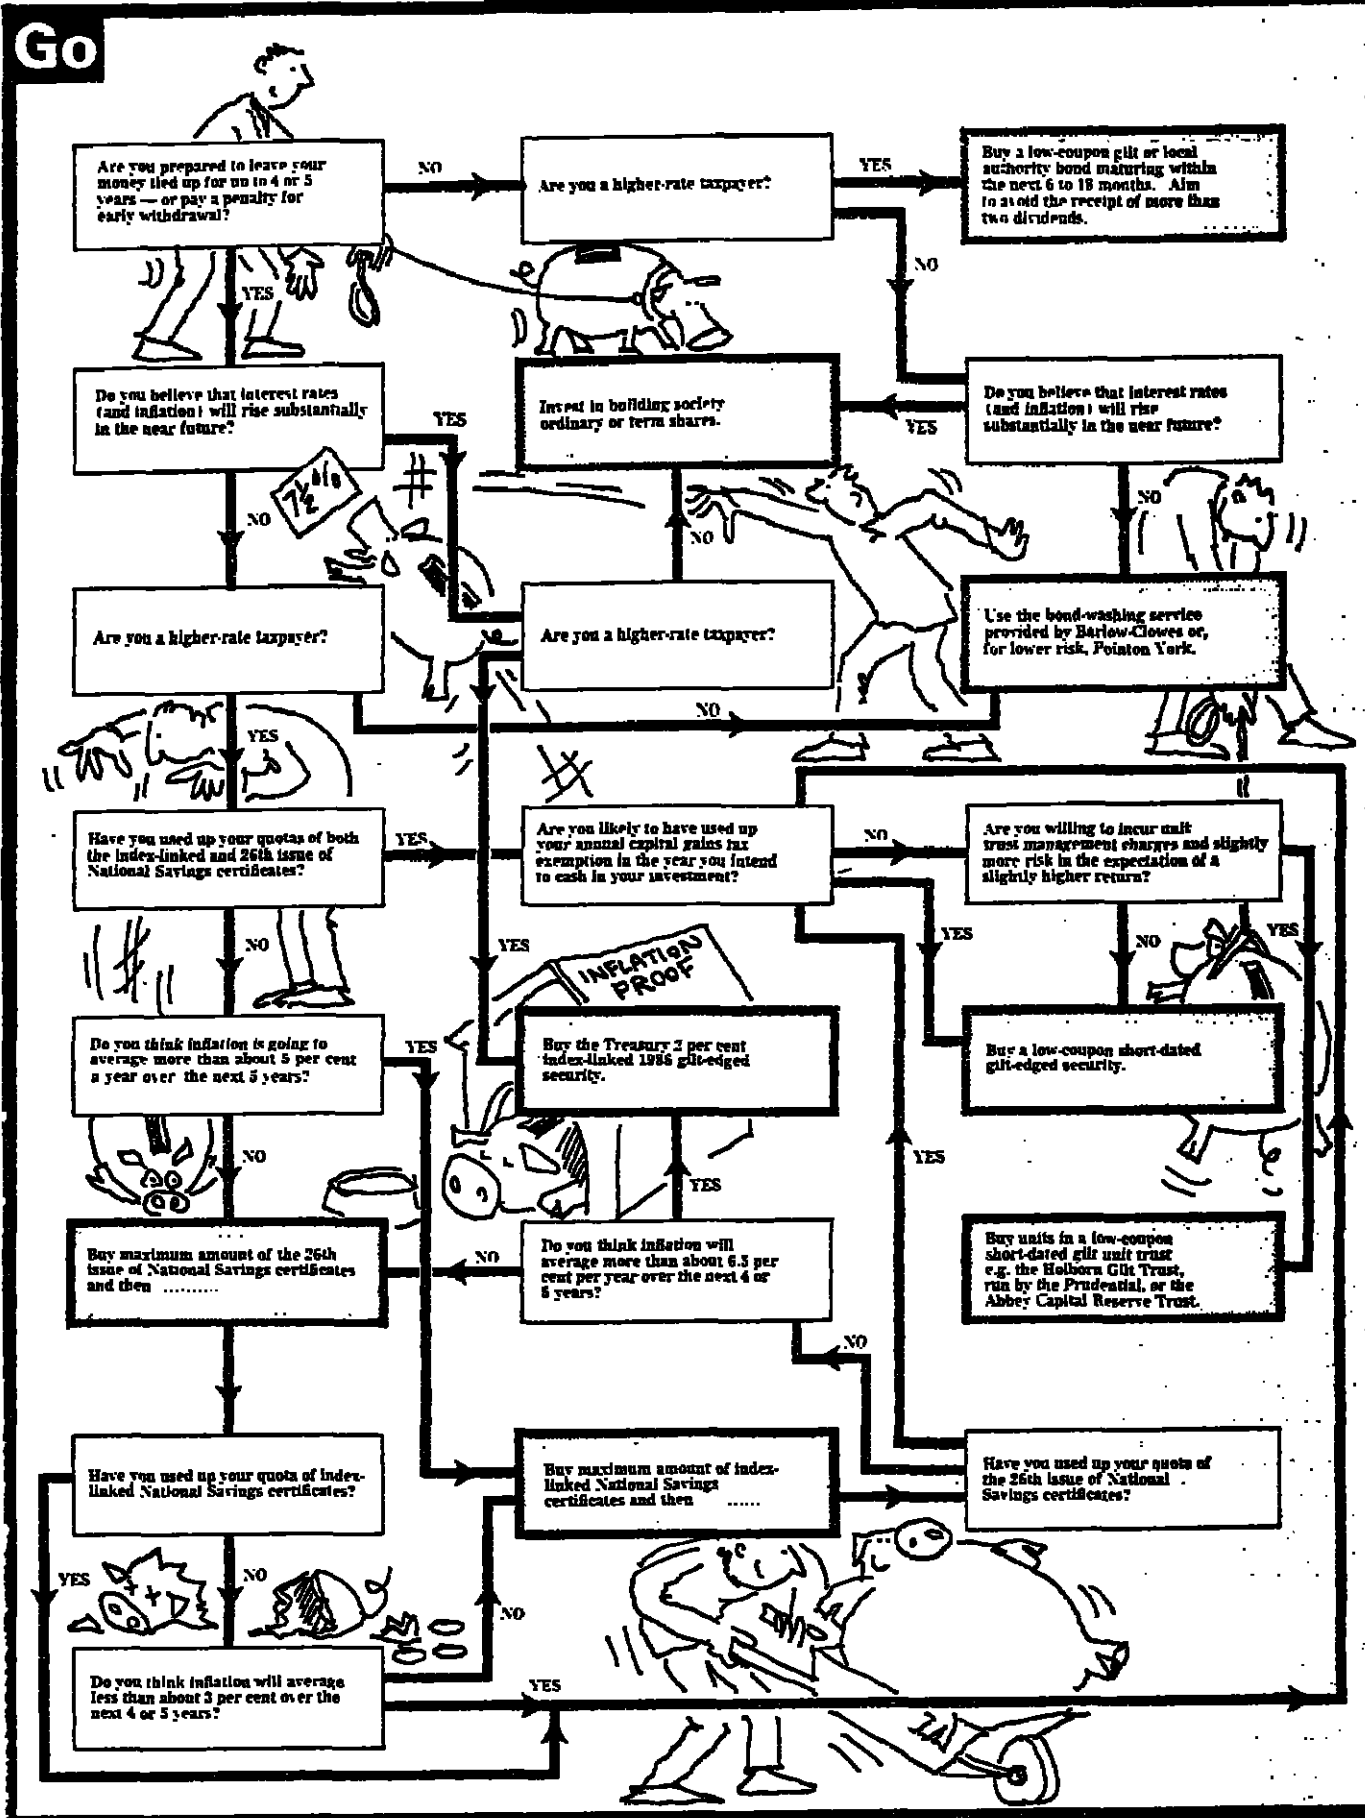 Go
Are you prepared to leave your
money tied up for up to 4 or 5
years — or pay a penalty for
early withdrawal?
NO
Are you a higher-rate taxpayer?
YES
Buy a low-coupon gilt or local
authority bond maturing within
the next 6 to 18 months. Aim
to avoid the receipt of more than
two dividends.
YES
NO
Do you believe that interest rates
(and inflation) will rise substantially
in the near future?
YES
Invest in building society
ordinary or term shares.
YES
Do you believe that interest rates
(and inflation) will rise
substantially in the near future?
7½%
NO
NO
NO
Are you a higher-rate taxpayer?
Are you a higher-rate taxpayer?
Use the bond-washing service
provided by Barlow-Clowes or,
for lower risk, Pointon York.
NO
YES
Have you used up your quotas of both
the index-linked and 26th issue of
National Savings certificates?
YES
Are you likely to have used up
your annual capital gains tax
exemption in the year you intend
to cash in your investment?
NO
Are you willing to incur unit
trust management charges and slightly
more risk in the expectation of a
slightly higher return?
NO
YES
INFLATION
PROOF
YES
NO
YES
Do you think inflation is going to
average more than about 5 per cent
a year over the next 5 years?
YES
Buy the Treasury 2 per cent
index-linked 1988 gilt-edged
security.
Buy a low-coupon short-dated
gilt-edged security.
NO
YES
YES
Buy maximum amount of the 26th
issue of National Savings certificates
and then ..........
NO
Do you think inflation will
average more than about 6.5 per
cent per year over the next 4 or
5 years?
Buy units in a low-coupon
short-dated gilt unit trust
e.g. the Holborn Gilt Trust,
run by the Prudential, or the
Abbey Capital Reserve Trust.
NO
Have you used up your quota of index-
linked National Savings certificates?
Buy maximum amount of index-
linked National Savings
certificates and then ......
Have you used up your quota of
the 26th issue of National
Savings certificates?
YES
NO
NO
Do you think inflation will average
less than about 3 per cent over the
next 4 or 5 years?
YES